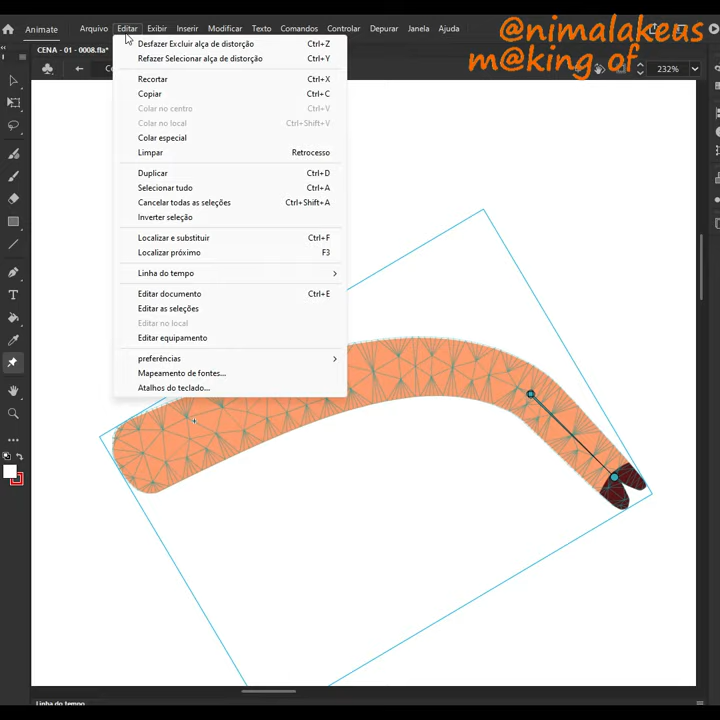 Animate Arquivo Editar Exibir Inserir Modificar Texto Comandos Controlar Depurar Janela Ajuda
@nimalakeas
m@king of
CENA - 01 - 0008.fla*
232%
Desfazer Excluir alça de distorção Ctrl+Z
Refazer Selecionar alça de distorção Ctrl+Y
Recortar Ctrl+X
Copiar Ctrl+C
Colar no centro Ctrl+V
Colar no local Ctrl+Shift+V
Colar especial
Limpar Retrocesso
Duplicar Ctrl+D
Selecionar tudo Ctrl+A
Cancelar todas as seleções Ctrl+Shift+A
Inverter seleção
Localizar e substituir Ctrl+F
Localizar próximo F3
Linha do tempo
Editar documento Ctrl+E
Editar as seleções
Editar no local
Editar equipamento
preferências
Mapeamento de fontes...
Atalhos do teclado...
Linha do tempo